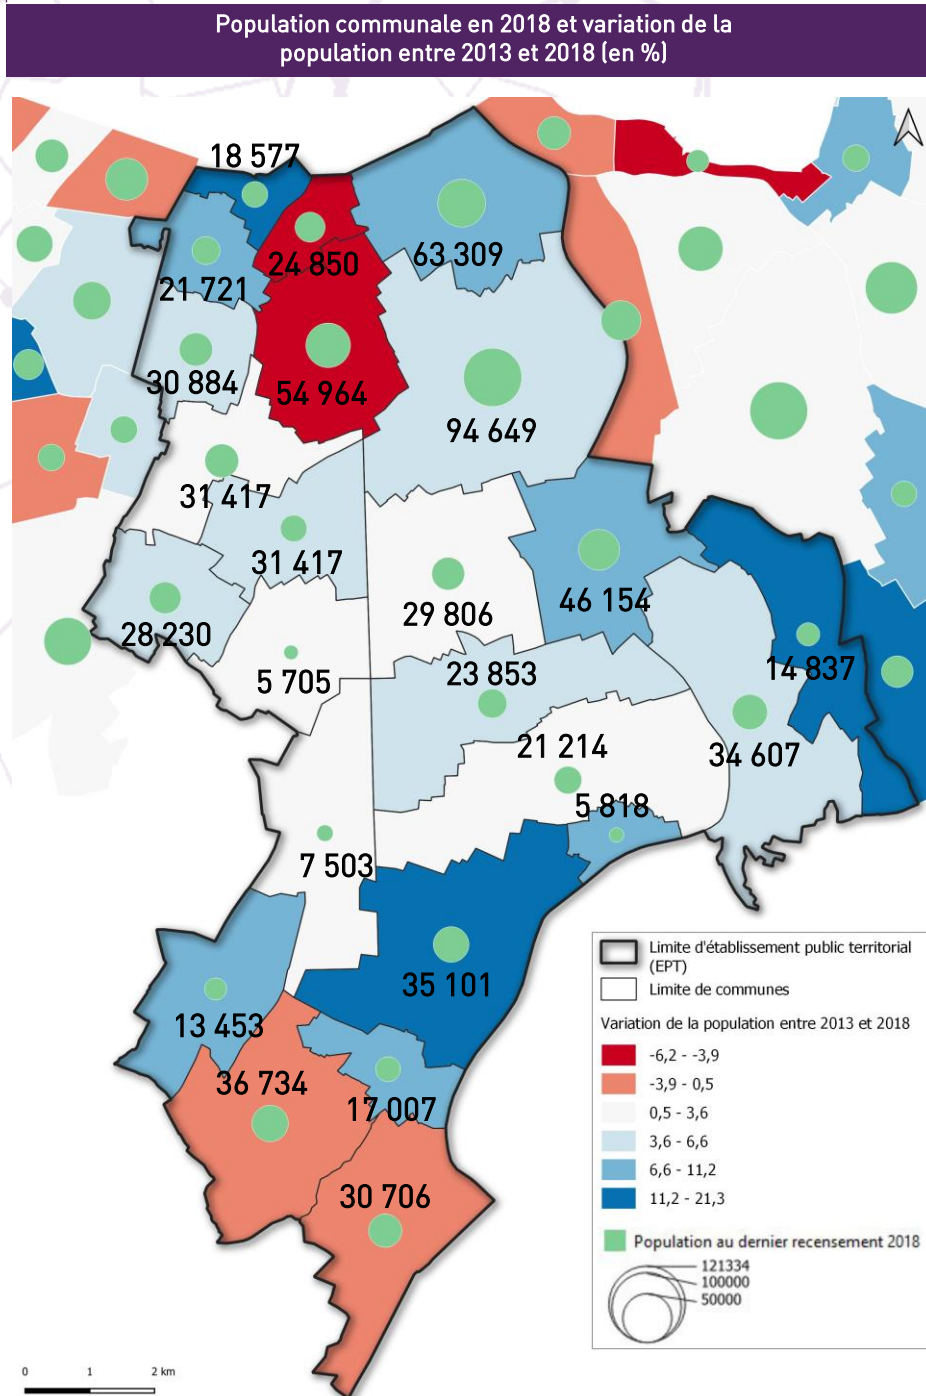 Population communale en 2018 et variation de la
population entre 2013 et 2018 (en %)
18 577
24 850
63 309
21 721
30 884
54 964
94 649
31 417
31 417
46 154
29 806
28 230
23 853
14 837
5 705
21 214
34 607
5 818
7 503
35 101
13 453
36 734
17 007
30 706
Limite d'établissement public territorial
(EPT)
Limite de communes
Variation de la population entre 2013 et 2018
-6,2 - -3,9
-3,9 - 0,5
0,5 - 3,6
3,6 - 6,6
6,6 - 11,2
11,2 - 21,3
Population au dernier recensement 2018
121334
100000
50000
0 1 2 km